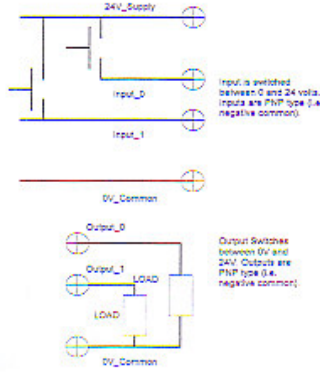 24V_Supply
Input_0
Input is switched
between 0 and 24 volts.
Inputs are PNP type (i.e
negative common).
Input_1
0V_Common
Output_0
Output Switches
between 0V and
24V. Outputs are
PNP type (i.e.
negative common)
Output_1
LOAD
LOAD
0V_Common